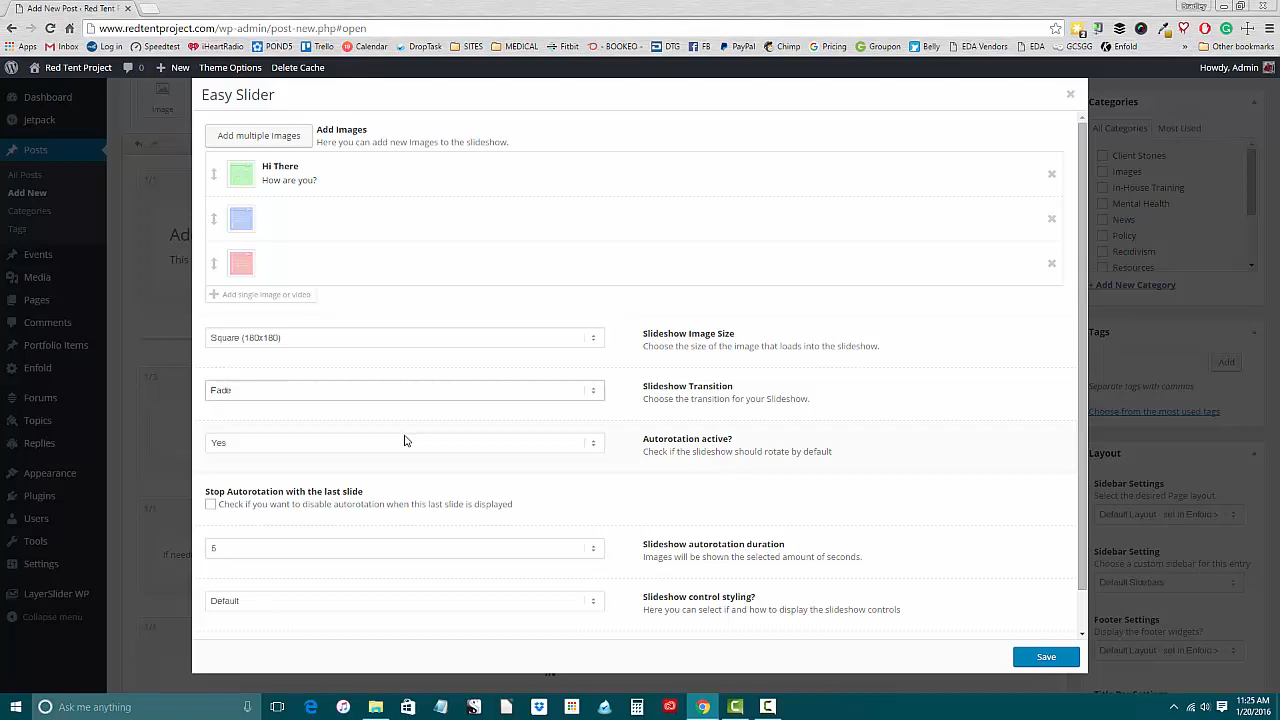 Add New Post ‹ Red Tent P
Bradley
www.redtentproject.com/wp-admin/post-new.php#open
Apps Inbox Log in Speedtest iHeartRadio POND5 Trello Calendar DropTask SITES MEDICAL Fitbit - BOOKEO DTG FB PayPal Chimp Pricing Groupon Belly EDA Vendors EDA GCSGG Enfold » Other bookmarks
Red Tent Project 0 New Theme Options Delete Cache Howdy, Admin
Dashboard
Jetpack
Posts
All Posts
Add New
Categories
Tags
Events
Media
Pages
Comments
Portfolio Items
Enfold
Forums
Topics
Replies
Appearance
Plugins
Users
Tools
Settings
LayerSlider WP
Collapse menu
Image
1/1
Ad
This
1/3
1/1
If need
Easy Slider
Add multiple Images
Add Images
Here you can add new Images to the slideshow.
Hi There
How are you?
Add single image or video
Square (180x180)
Slideshow Image Size
Choose the size of the image that loads into the slideshow.
Fade
Slideshow Transition
Choose the transition for your Slideshow.
Yes
Autorotation active?
Check if the slideshow should rotate by default
Stop Autorotation with the last slide
Check if you want to disable autorotation when this last slide is displayed
5
Slideshow autorotation duration
Images will be shown the selected amount of seconds.
Default
Slideshow control styling?
Here you can select if and how to display the slideshow controls
Save
Categories
All Categories Most Used
Client Stories
Images
In-House Training
Mental Health
News
Policy
Recidivism
Resources
+ Add New Category
Tags
Add
Separate tags with commas
Choose from the most used tags
Layout
Sidebar Settings
Select the desired Page layout.
Default Layout - set in Enfold >
Sidebar Setting
Choose a custom sidebar for this entry
Default Sidebars
Footer Settings
Display the footer widgets?
Default Layout - set in Enfold >
Ask me anything
11:25 AM
1/20/2016